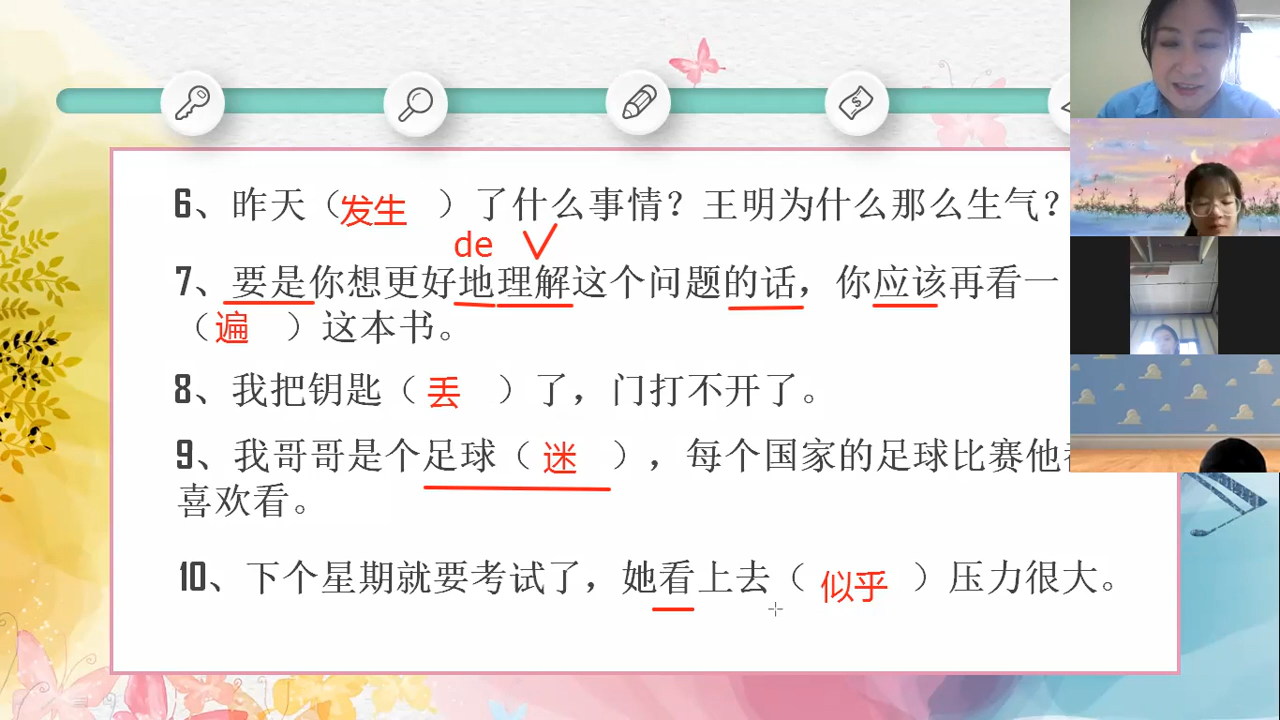 6、昨天（发生）了什么事情？王明为什么那么生气？
de
7、要是你想更好地理解这个问题的话，你应该再看一
（遍）这本书。
8、我把钥匙（丢）了，门打不开了。
9、我哥哥是个足球（迷），每个国家的足球比赛他
喜欢看。
10、下个星期就要考试了，她看上去（似乎）压力很大。